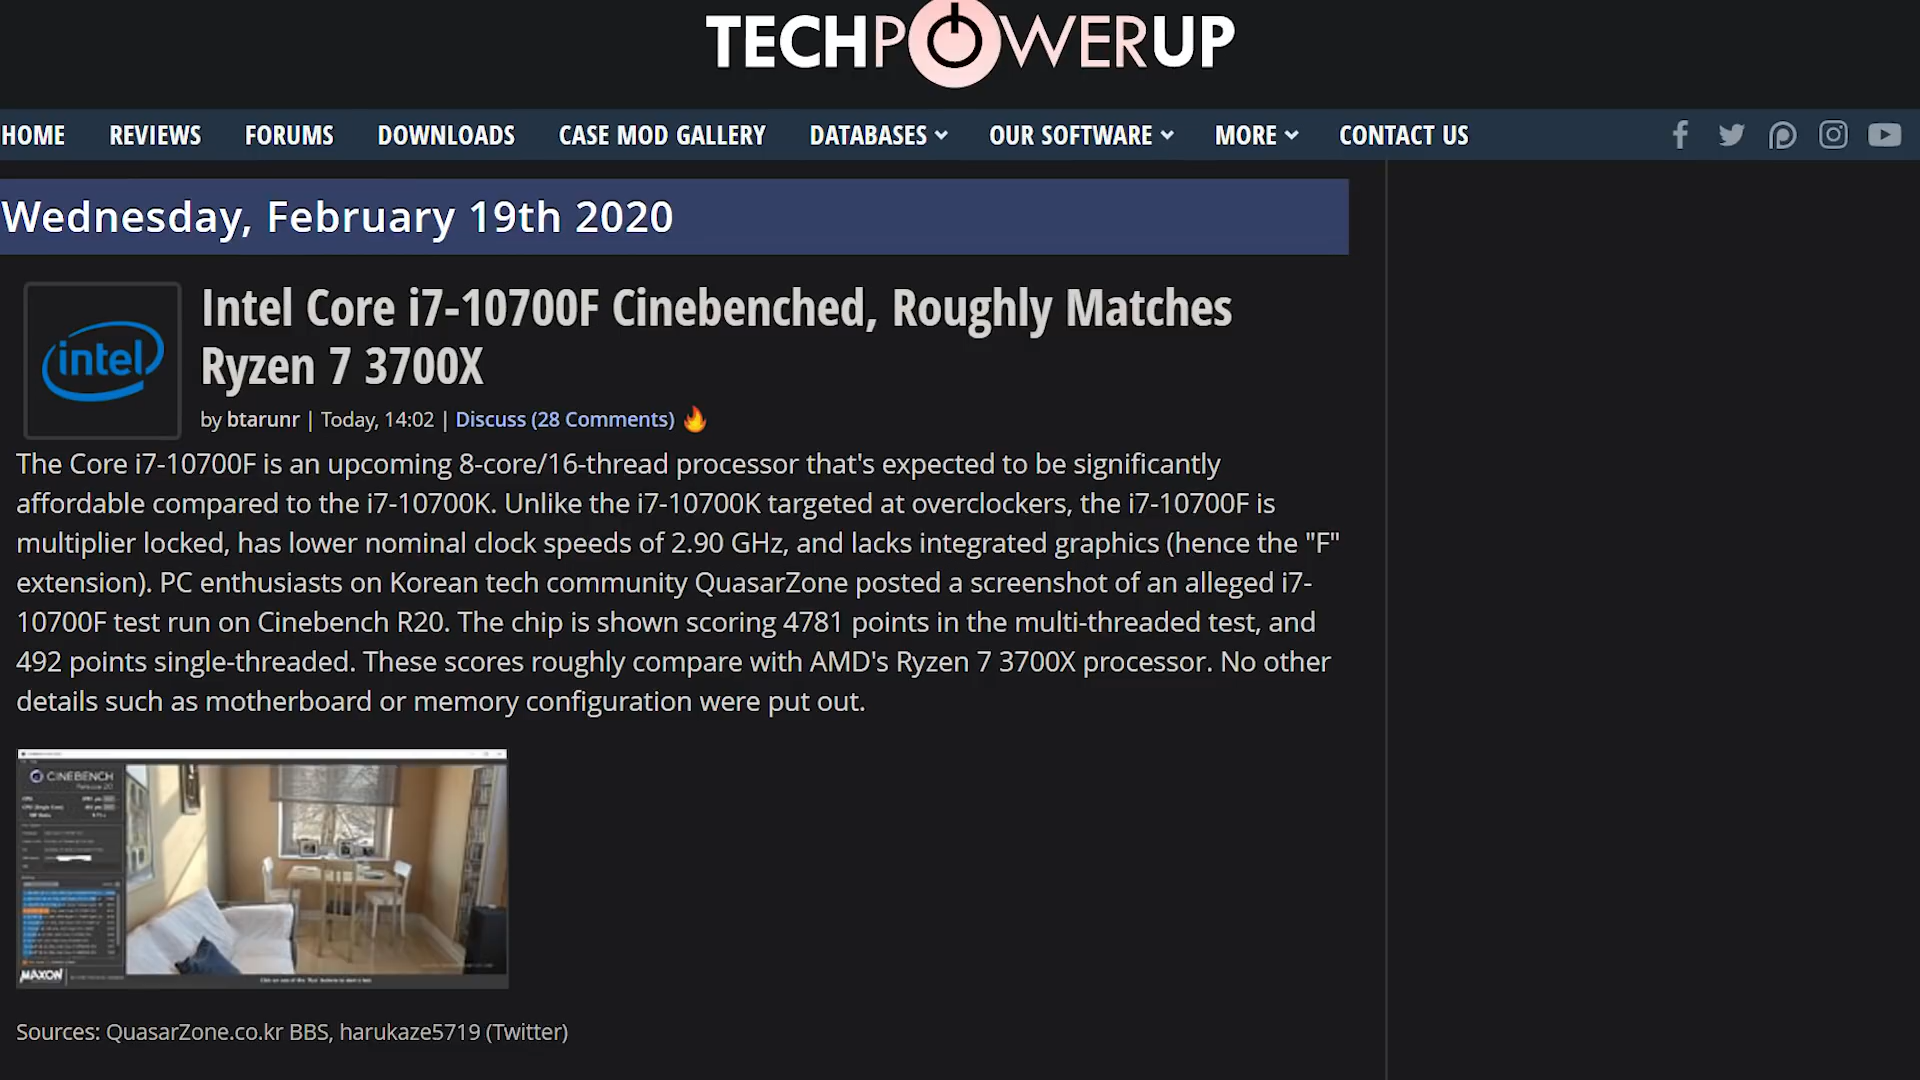 TECHPOWERUP
HOME REVIEWS FORUMS DOWNLOADS CASE MOD GALLERY DATABASES OUR SOFTWARE MORE CONTACT US
Wednesday, February 19th 2020
intel
Intel Core i7-10700F Cinebenched, Roughly Matches
Ryzen 7 3700X
by btarunr | Today, 14:02 | Discuss (28 Comments)
The Core i7-10700F is an upcoming 8-core/16-thread processor that's expected to be significantly
affordable compared to the i7-10700K. Unlike the i7-10700K targeted at overclockers, the i7-10700F is
multiplier locked, has lower nominal clock speeds of 2.90 GHz, and lacks integrated graphics (hence the "F"
extension). PC enthusiasts on Korean tech community QuasarZone posted a screenshot of an alleged i7-
10700F test run on Cinebench R20. The chip is shown scoring 4781 points in the multi-threaded test, and
492 points single-threaded. These scores roughly compare with AMD's Ryzen 7 3700X processor. No other
details such as motherboard or memory configuration were put out.
CINEBENCH
Release 20
MAXON
Sources: QuasarZone.co.kr BBS, harukaze5719 (Twitter)